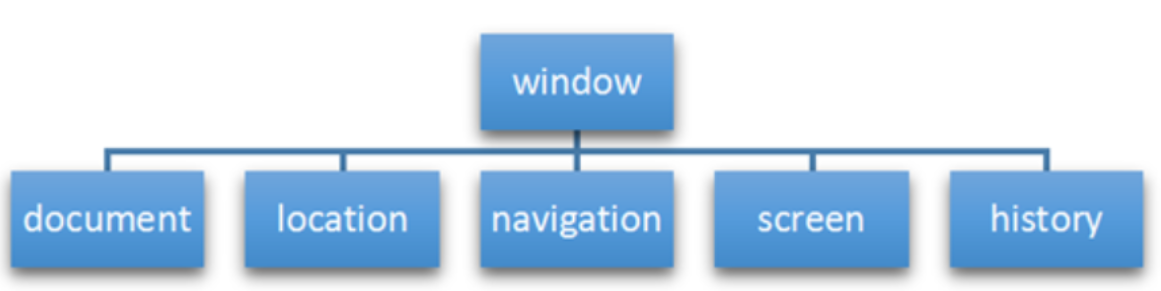 window
document
location
navigation
screen
history